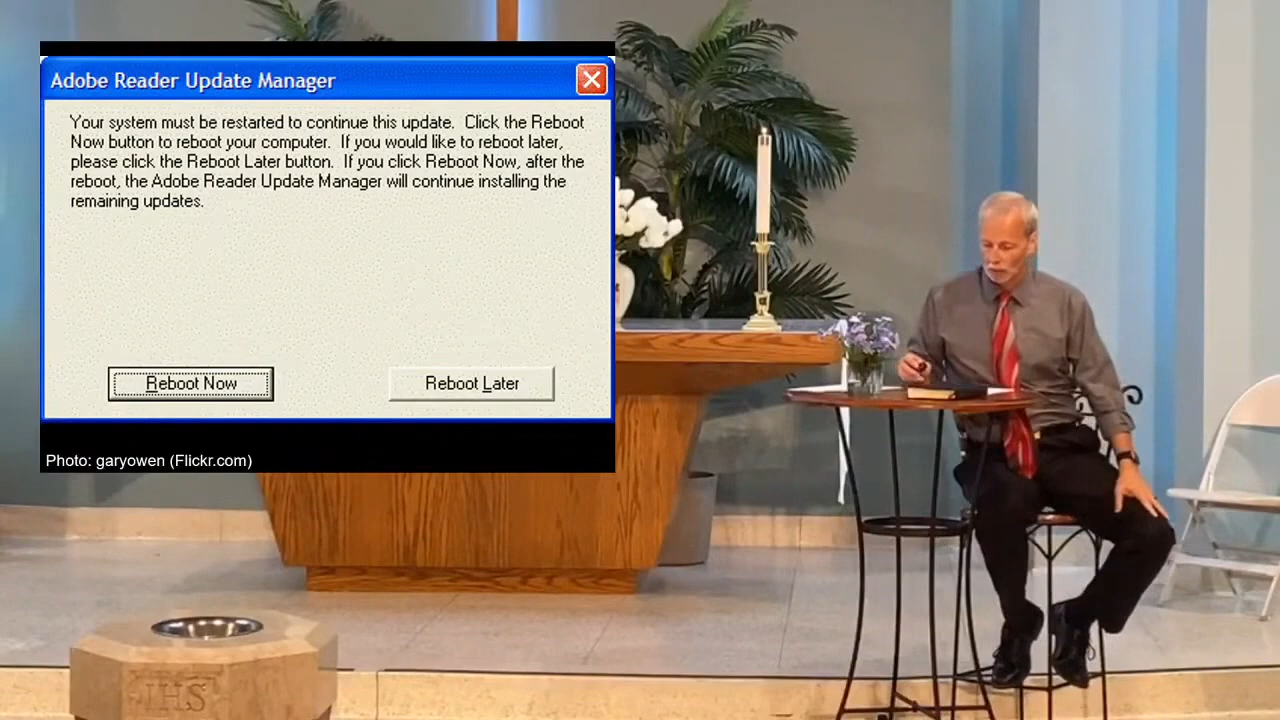 Adobe Reader Update Manager
Your system must be restarted to continue this update. Click the Reboot
Now button to reboot your computer. If you would like to reboot later,
please click the Reboot Later button. If you click Reboot Now, after the
reboot, the Adobe Reader Update Manager will continue installing the
remaining updates.
Reboot Now
Reboot Later
Photo: garyowen (Flickr.com)
IHS